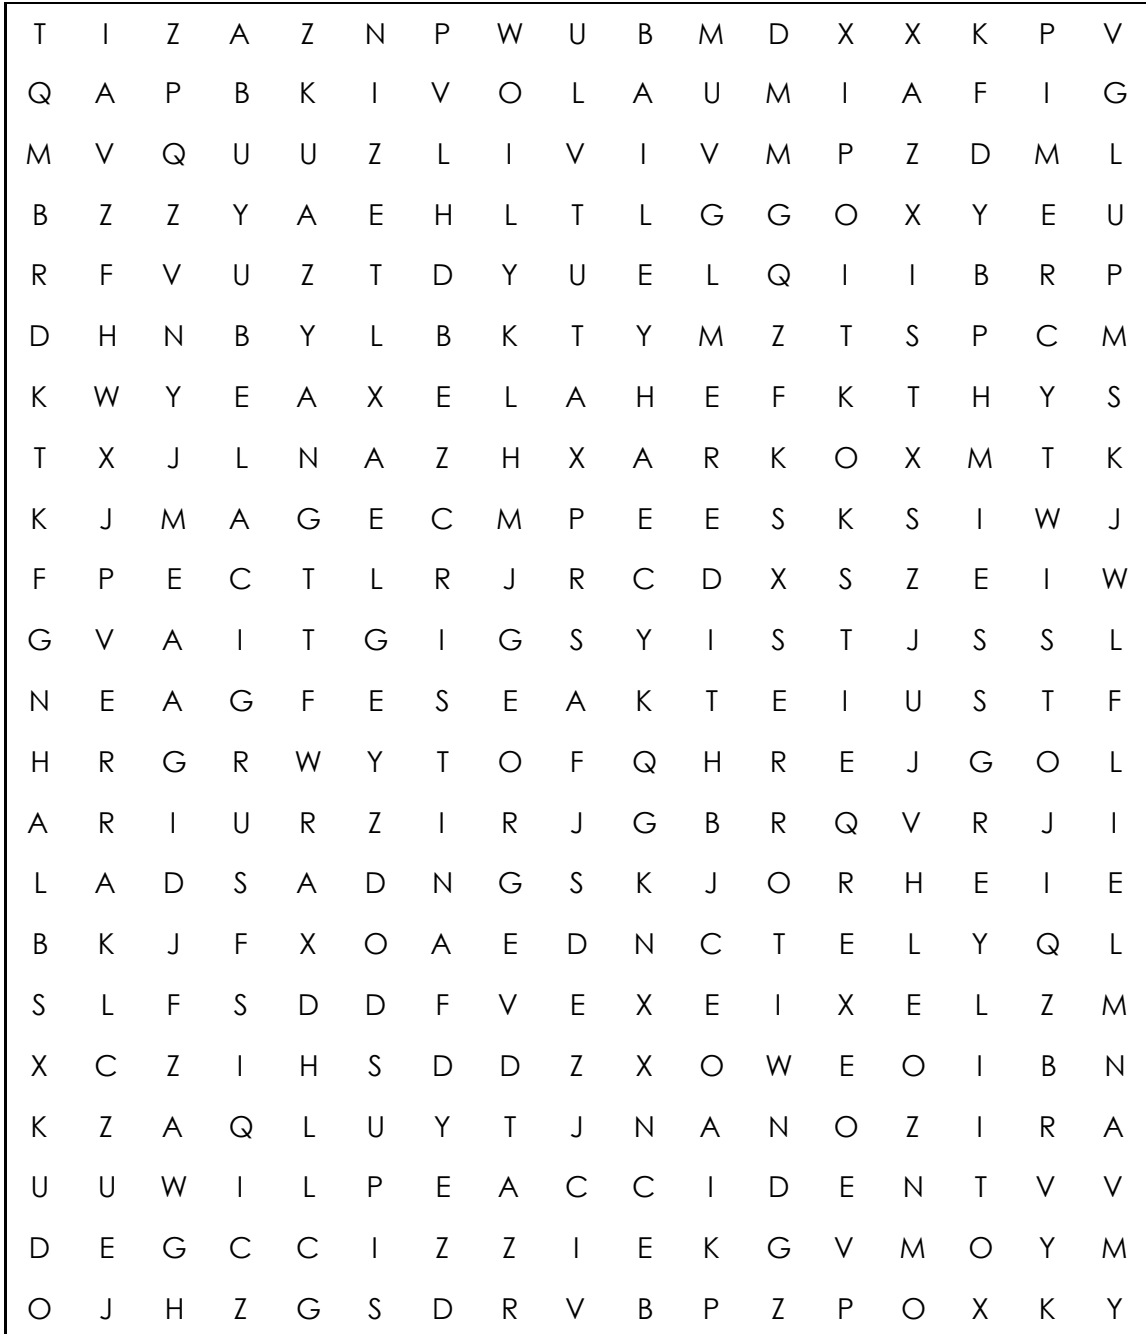 T I Z A Z N P W U B M D X X K P V
Q A P B K I V O L A U M I A F I G
M V Q U U Z L I V I V M P Z D M L
B Z Z Y A E H L T L G G O X Y E U
R F V U Z T D Y U E L Q I I B R P
D H N B Y L B K T Y M Z T S P C M
K W Y E A X E L A H E F K T H Y S
T X J L N A Z H X A R K O X M T K
K J M A G E C M P E E S K S I W J
F P E C T L R J R C D X S Z E I W
G V A I T G I G S Y I S T J S S L
N E A G F E S E A K T E I U S T F
H R G R W Y T O F Q H R E J G O L
A R I U R Z I R J G B R Q V R J I
L A D S A D N G S K J O R H E I E
B K J F X O A E D N C T E L Y Q L
S L F S D D F V E X E I X E L Z M
X C Z I H S D D Z X O W E O I B N
K Z A Q L U Y T J N A N O Z I R A
U U W I L P E A C C I D E N T V V
D E G C C I Z Z I E K G V M O Y M
O J H Z G S D R V B P Z P O X K Y